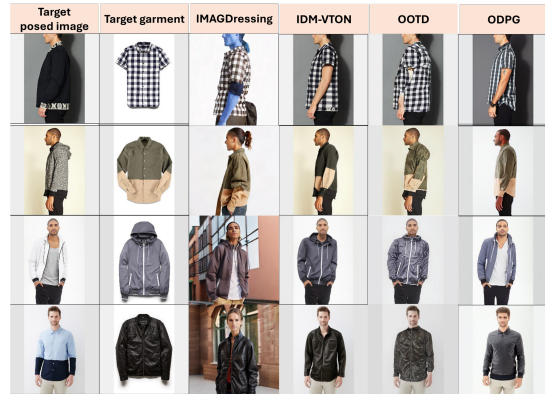 Target posed image
Target garment
IMAGDressing
IDM-VTON
OOTD
ODPG